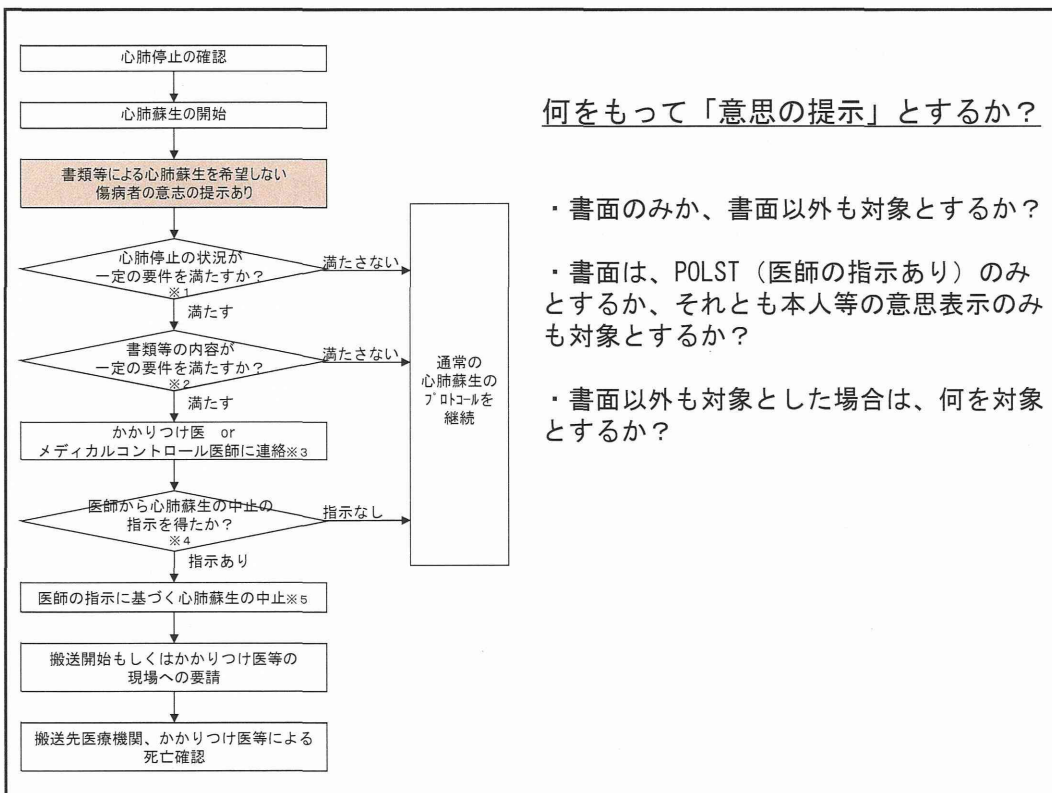 心肺停止の確認
心肺蘇生の開始
書類等による心肺蘇生を希望しない
傷病者の意志の提示あり
心肺停止の状況が
一定の要件を満たすか?
※1
満たさない
満たす
書類等の内容が
一定の要件を満たすか?
※2
満たさない
満たす
かかりつけ医 or
メディカルコントロール医師に連絡※3
医師から心肺蘇生の中止の
指示を得たか?
※4
指示なし
指示あり
医師の指示に基づく心肺蘇生の中止※5
搬送開始もしくはかかりつけ医等の
現場への要請
搬送先医療機関、かかりつけ医等による
死亡確認
通常の
心肺蘇生の
プロトコールを
継続
何をもって「意思の提示」とするか?
・書面のみか、書面以外も対象とするか?
・書面は、POLST(医師の指示あり)のみ
とするか、それとも本人等の意思表示のみ
も対象とするか?
・書面以外も対象とした場合は、何を対象
とするか?